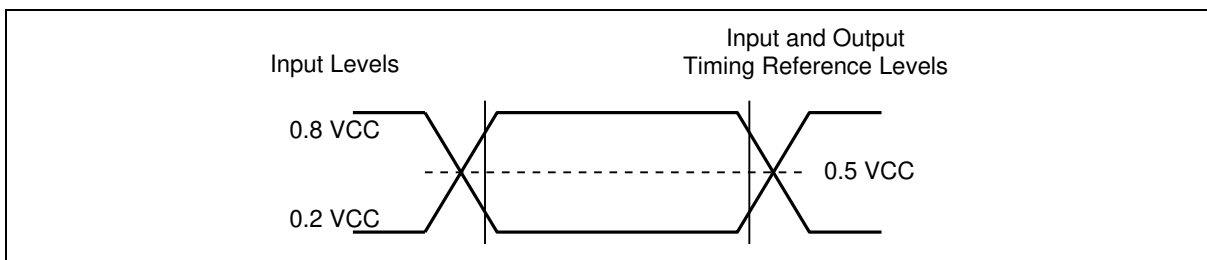 Input and Output
Input Levels
Timing Reference Levels
0.8 VCC
0.5 VCC
0.2 VCC